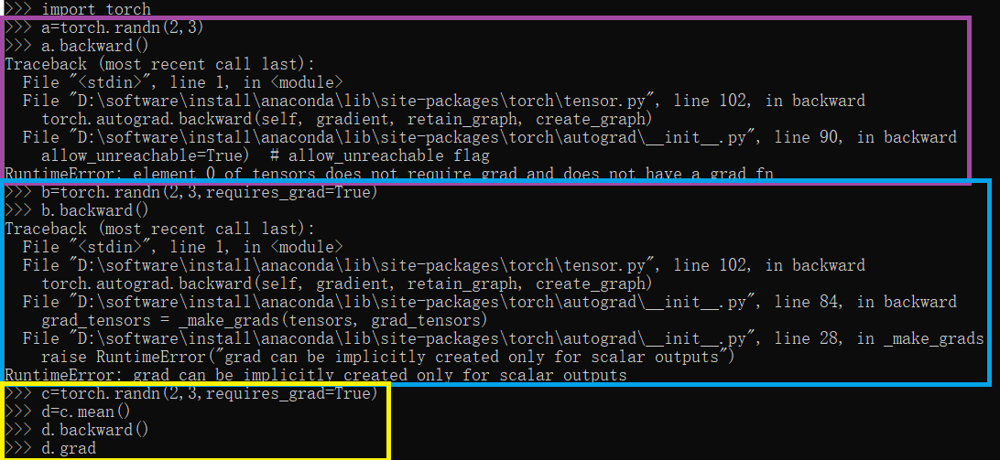 >>> import torch
>>> a=torch.randn(2,3)
>>> a.backward()
Traceback (most recent call last):
  File "<stdin>", line 1, in <module>
  File "D:\software\install\anaconda\lib\site-packages\torch\tensor.py", line 102, in backward
    torch.autograd.backward(self, gradient, retain_graph, create_graph)
  File "D:\software\install\anaconda\lib\site-packages\torch\autograd\__init__.py", line 90, in backward
    allow_unreachable=True)  # allow_unreachable flag
RuntimeError: element 0 of tensors does not require grad and does not have a grad_fn
>>> b=torch.randn(2,3,requires_grad=True)
>>> b.backward()
Traceback (most recent call last):
  File "<stdin>", line 1, in <module>
  File "D:\software\install\anaconda\lib\site-packages\torch\tensor.py", line 102, in backward
    torch.autograd.backward(self, gradient, retain_graph, create_graph)
  File "D:\software\install\anaconda\lib\site-packages\torch\autograd\__init__.py", line 84, in backward
    grad_tensors = _make_grads(tensors, grad_tensors)
  File "D:\software\install\anaconda\lib\site-packages\torch\autograd\__init__.py", line 28, in _make_grads
    raise RuntimeError("grad can be implicitly created only for scalar outputs")
RuntimeError: grad can be implicitly created only for scalar outputs
>>> c=torch.randn(2,3,requires_grad=True)
>>> d=c.mean()
>>> d.backward()
>>> d.grad